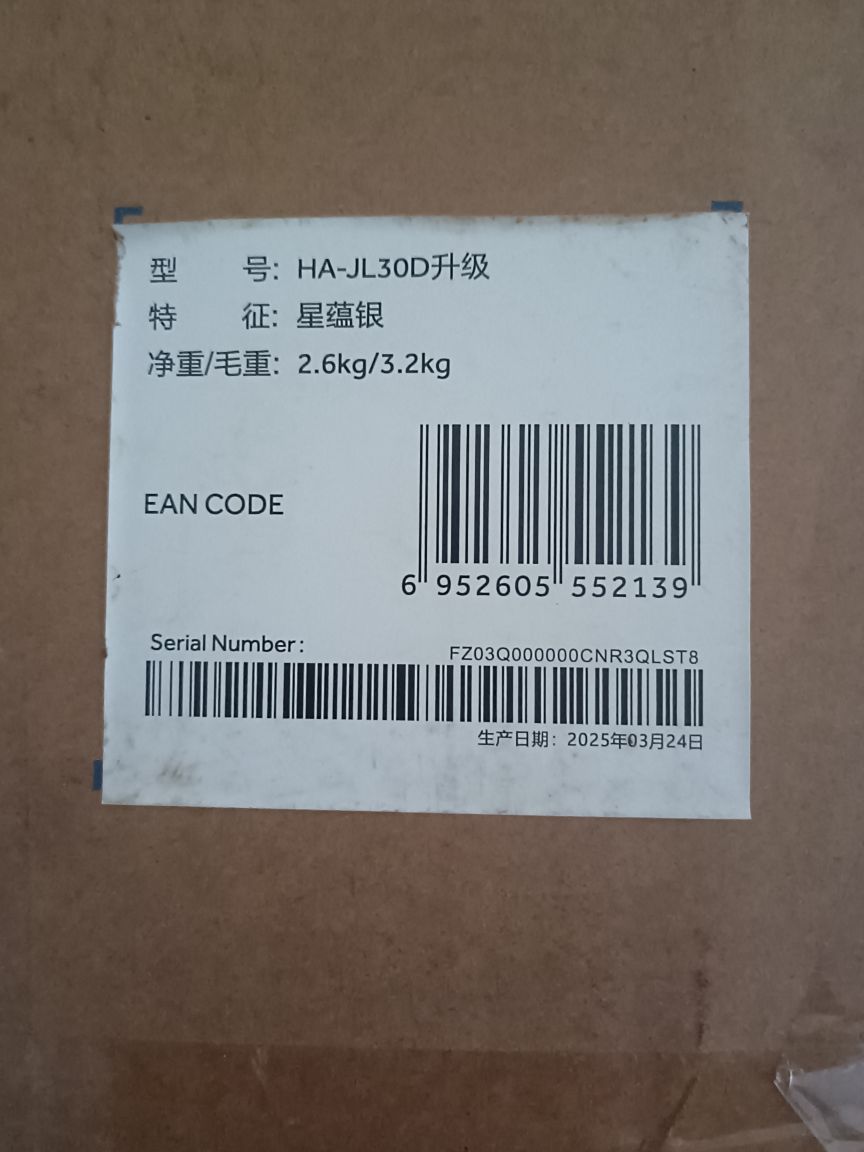 型 号: HA-JL30D升级
特 征: 星蕴银
净重/毛重: 2.6kg/3.2kg
EAN CODE
6 952605 552139
Serial Number:
FZ03Q000000CNR3QLST8
生产日期: 2025年03月24日